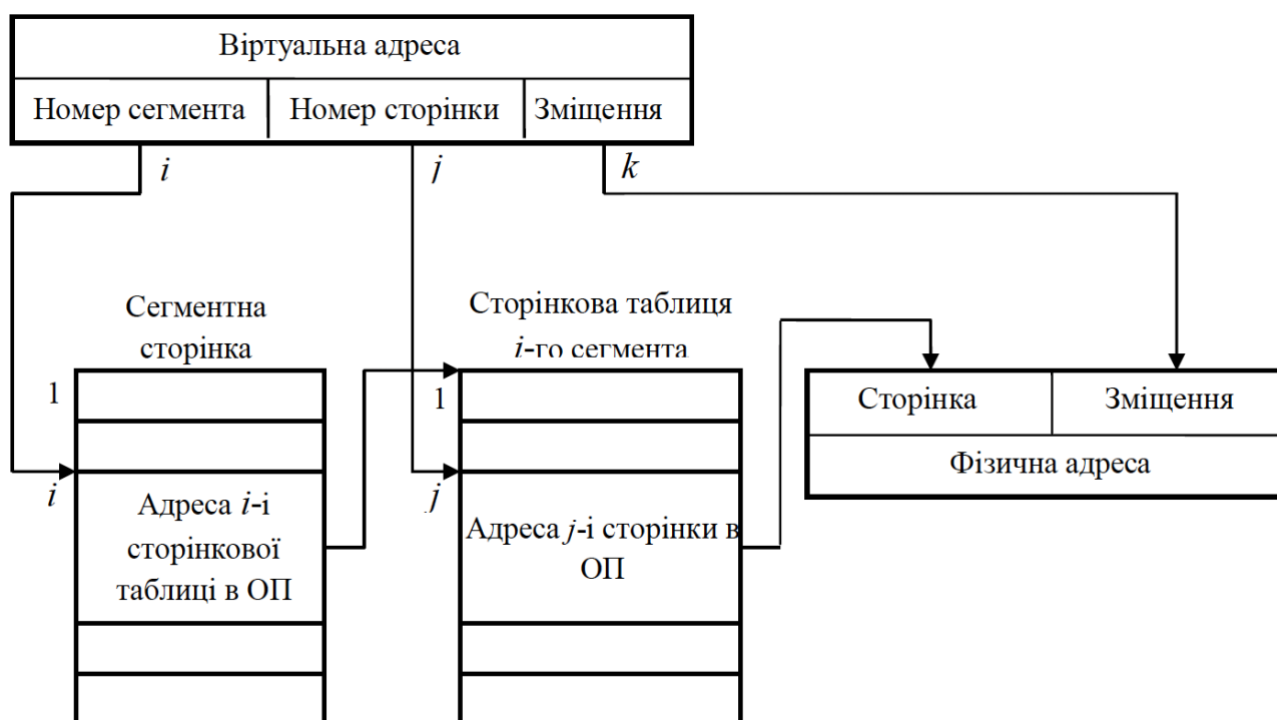 Віртуальна адреса
Номер сегмента Номер сторінки Зміщення
i j k
Сегментна
сторінка
Сторінкова таблиця
i-го сегмента
1
1
i
j
Адреса i-і
сторінкової
таблиці в ОП
Адреса j-і сторінки в
ОП
Сторінка Зміщення
Фізична адреса